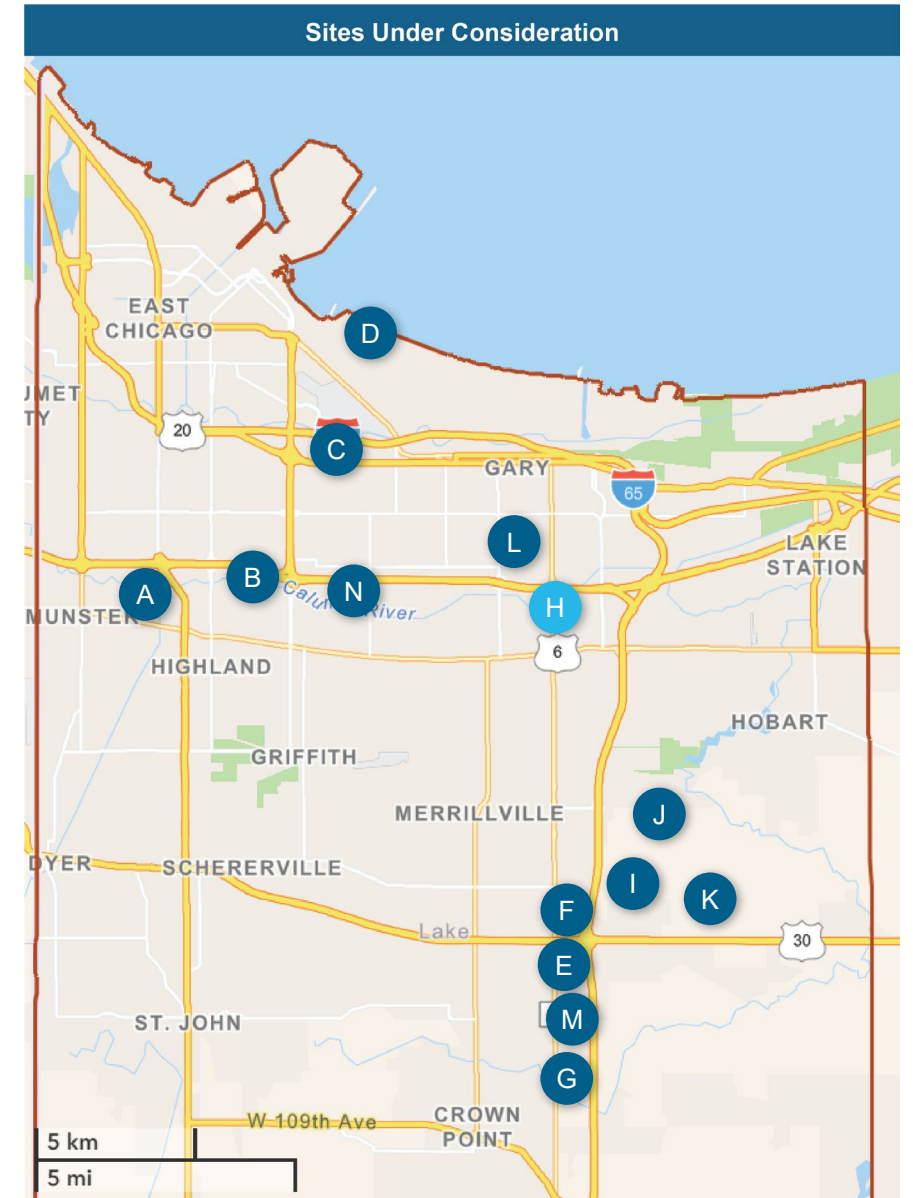 Sites Under Consideration
D
EAST
CHICAGO
UMET
TY
20
C
GARY
65
L
LAKE
STATION
A
B
N
Calu
River
H
MUNSTER
6
HIGHLAND
HOBART
GRIFFITH
MERRILLVILLE
J
DYER
SCHERERVILLE
I
K
F
Lake
30
E
M
ST. JOHN
G
W 109th Ave
CROWN
POINT
5 km
5 mi